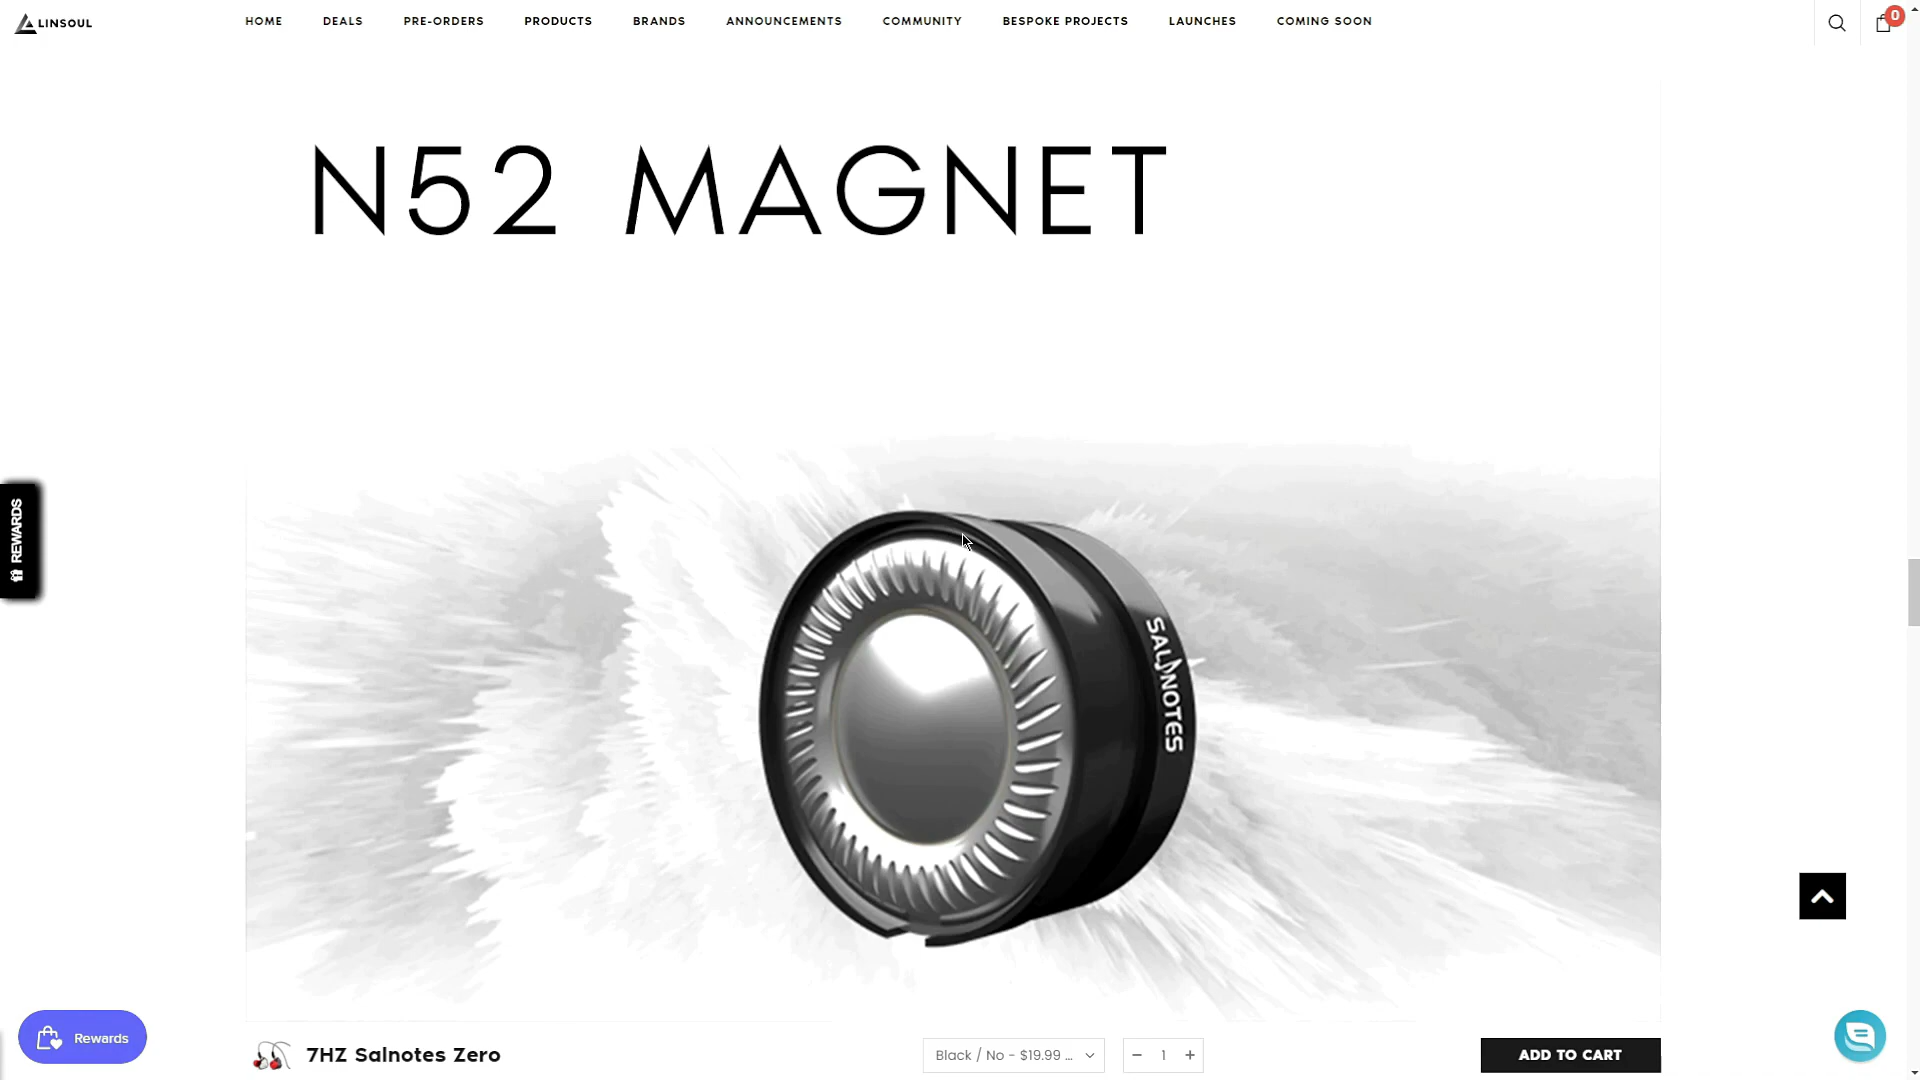 LINSOUL
HOME DEALS PRE-ORDERS PRODUCTS BRANDS ANNOUNCEMENTS COMMUNITY BESPOKE PROJECTS LAUNCHES COMING SOON
0
N52 MAGNET
REWARDS
SALNOTES
Rewards
7HZ Salnotes Zero
Black / No - $19.99 ...
− 1 +
ADD TO CART